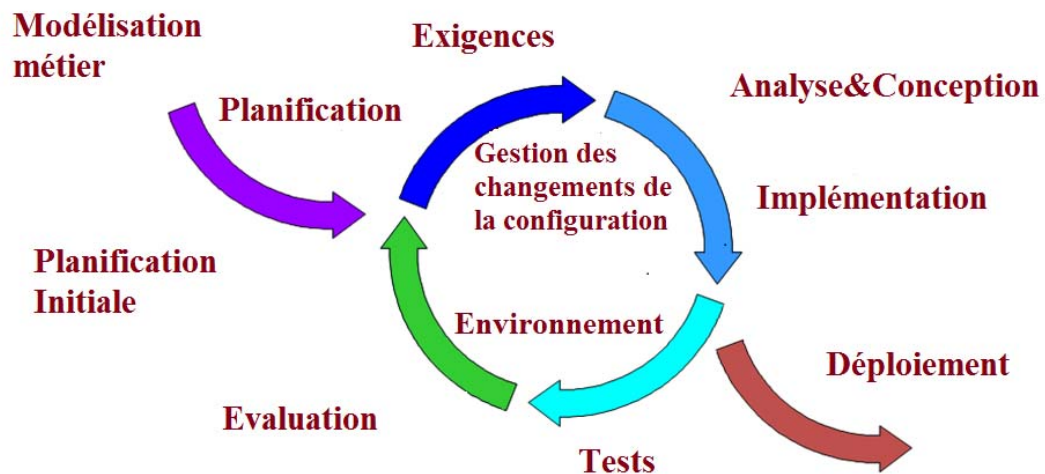 Modélisation
métier
Exigences
Planification
Analyse&Conception
Gestion des
changements de
la configuration
Implémentation
Planification
Initiale
Environnement
Déploiement
Evaluation
Tests